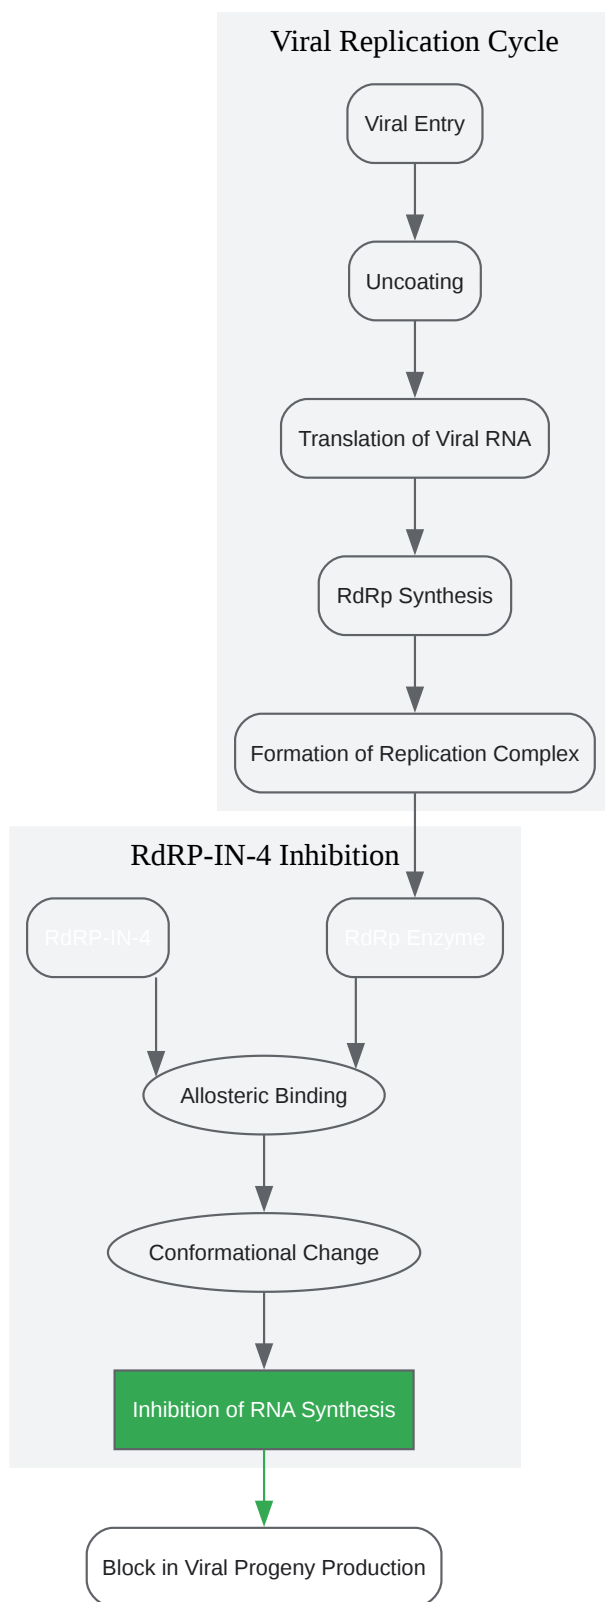 Viral Replication Cycle
Viral Entry
Uncoating
Translation of Viral RNA
RdRp Synthesis
Formation of Replication Complex
RdRP-IN-4 Inhibition
RdRP-IN-4
RdRp Enzyme
Allosteric Binding
Conformational Change
Inhibition of RNA Synthesis
Block in Viral Progeny Production